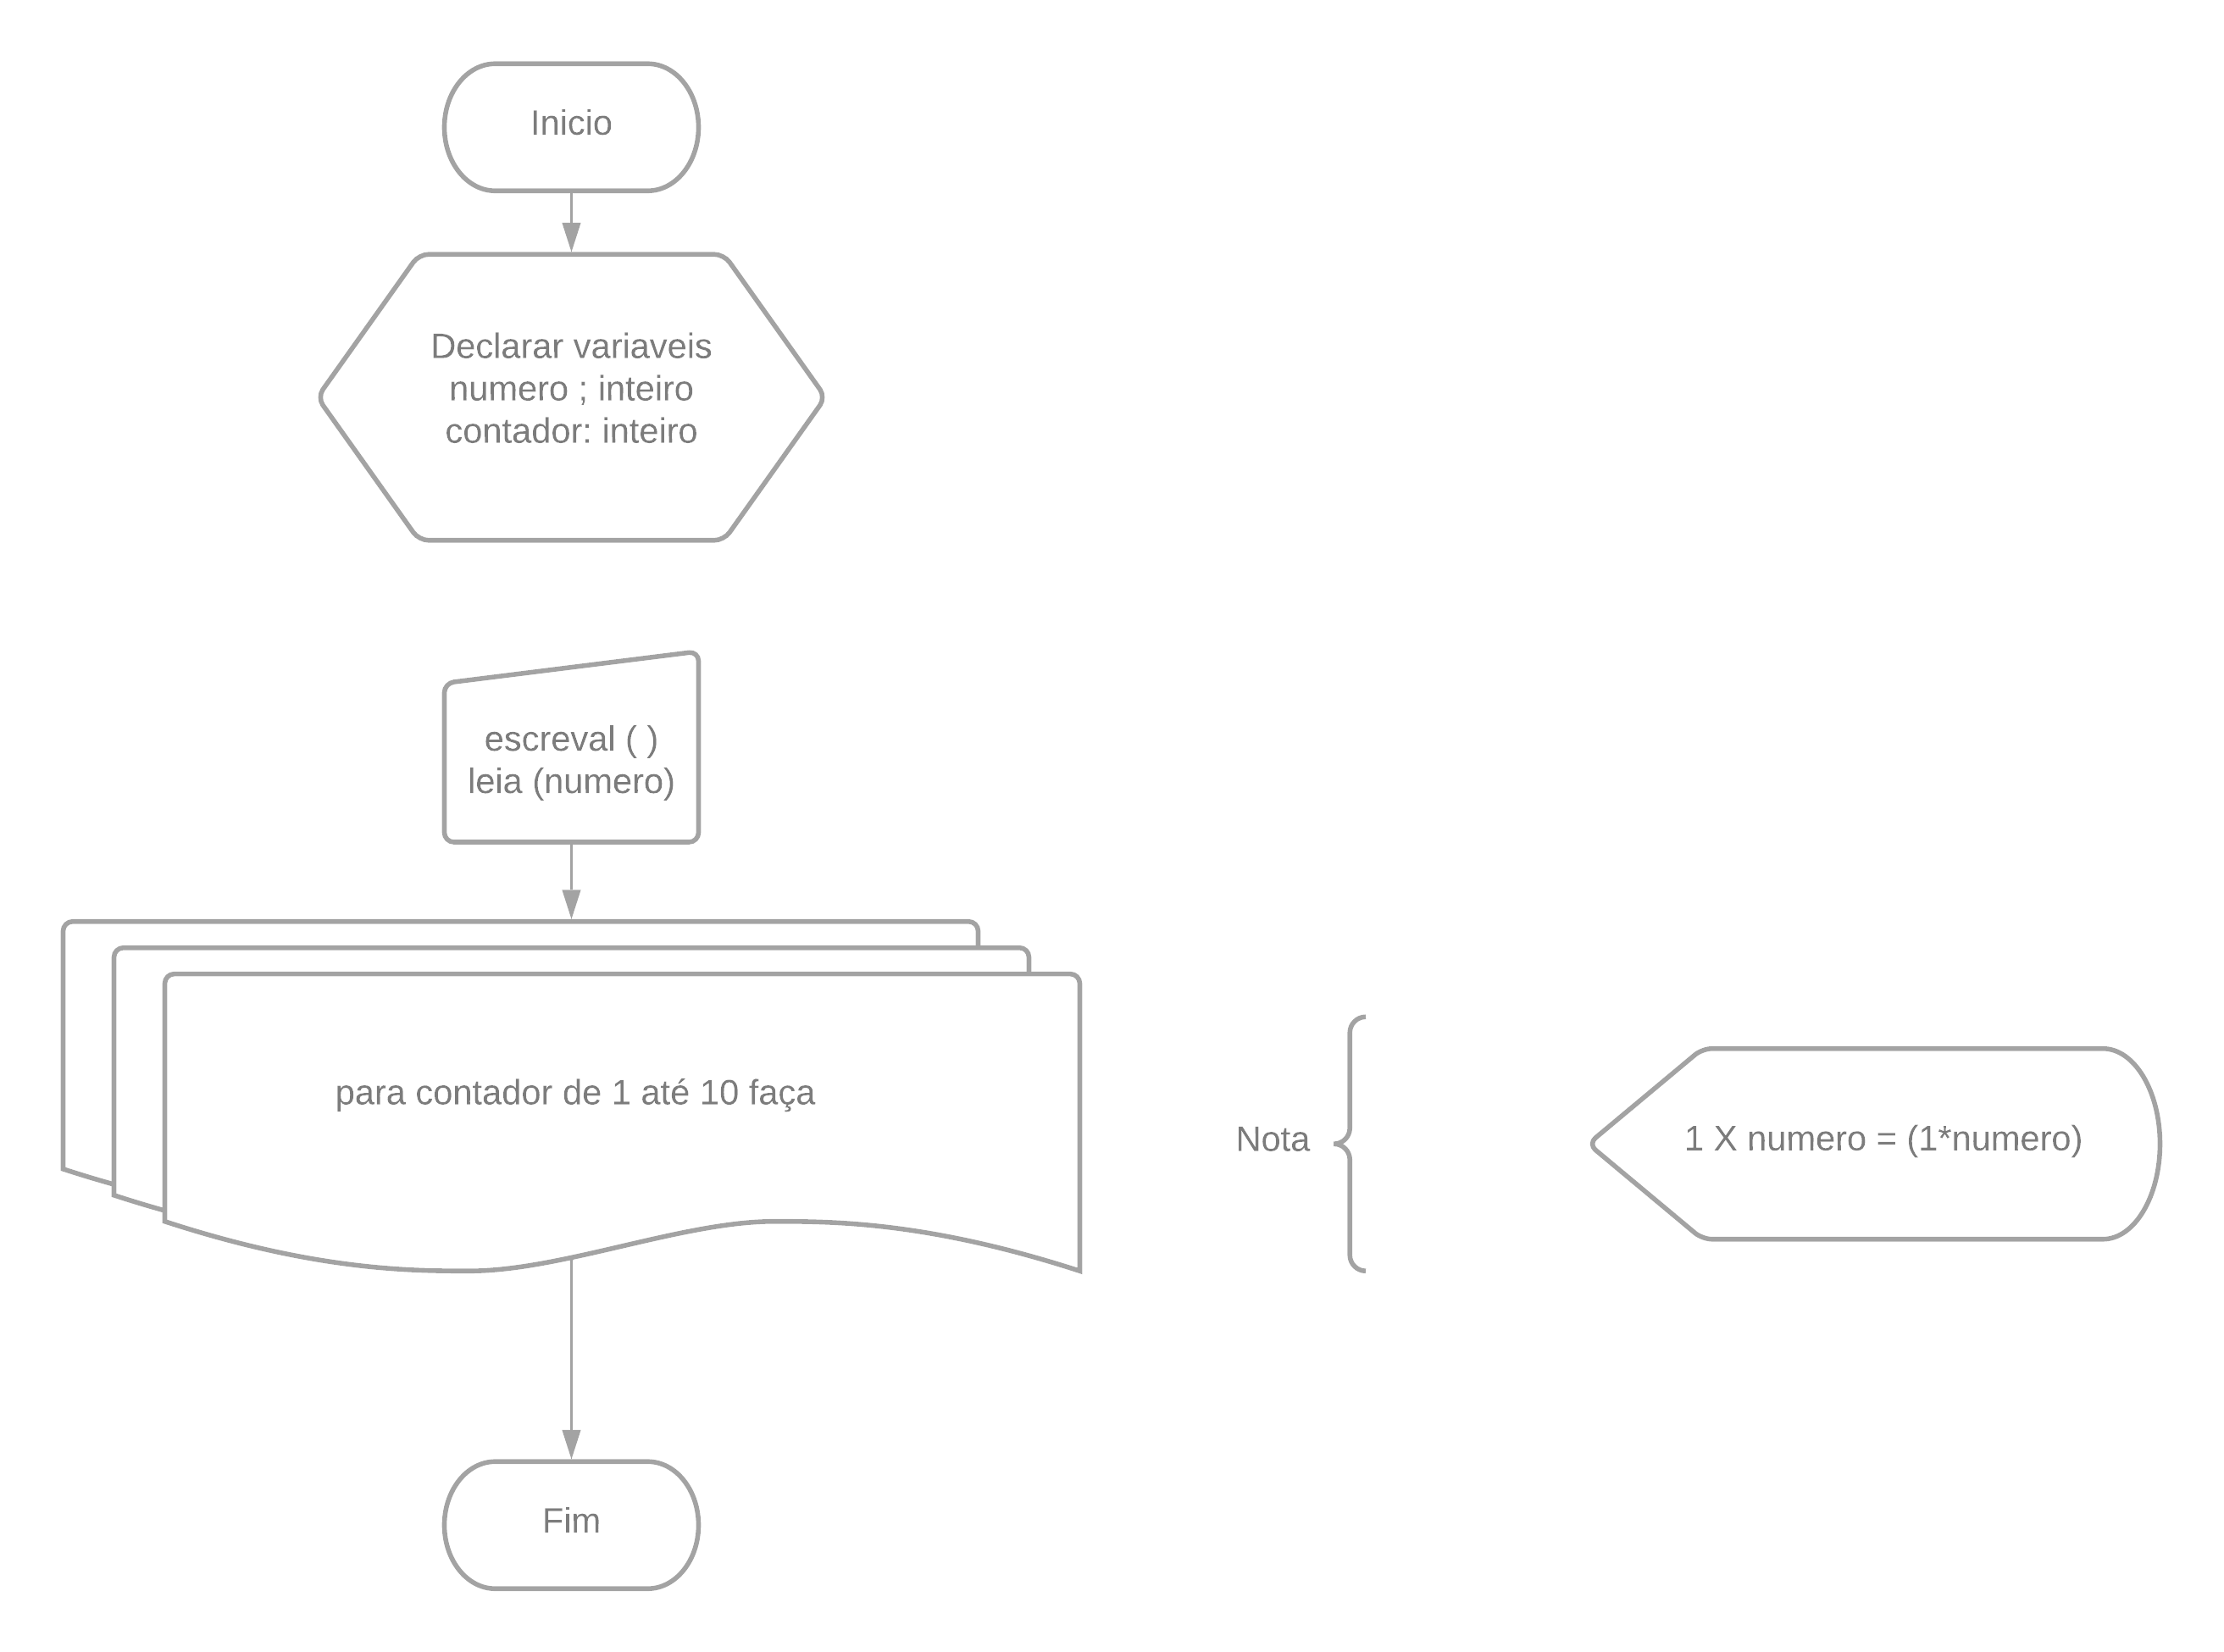 Inicio
Declarar variaveis
numero ; inteiro
contador: inteiro
escreval ( )
leia (numero)
para contador de 1 até 10 faça
Nota
1 X numero = (1*numero)
Fim